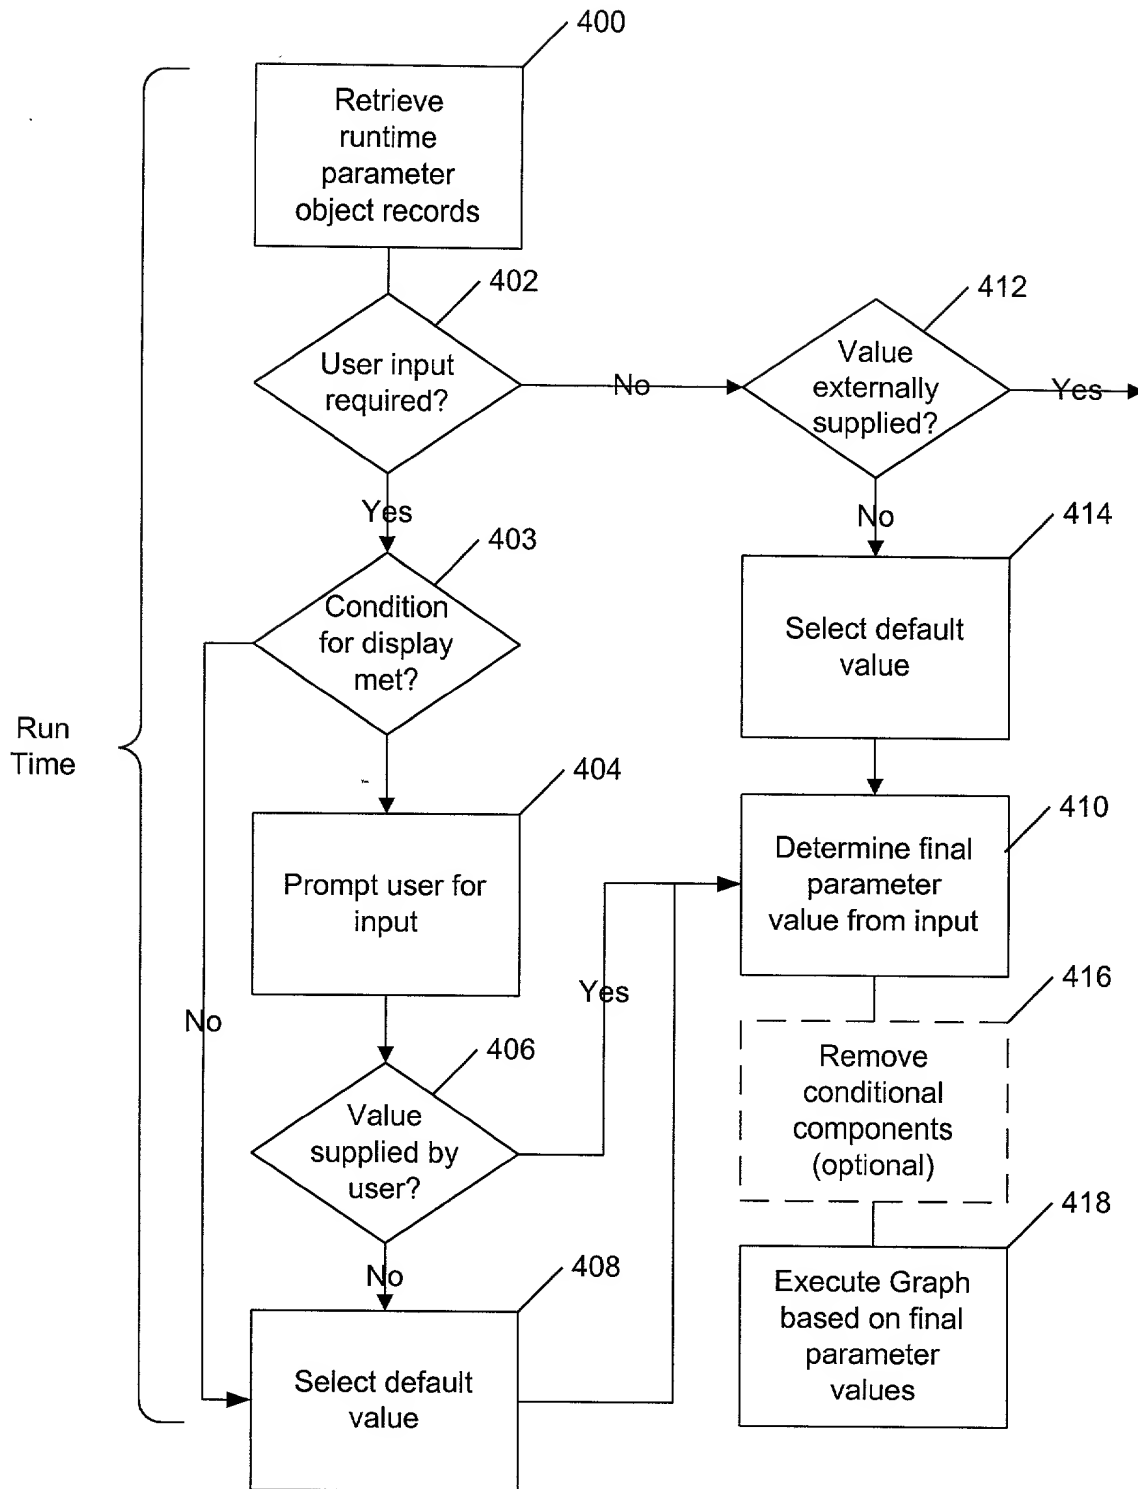 400
Retrieve
runtime
parameter
object records
402
User input
required?
No
412
Value
externally
supplied?
Yes
Yes
403
Condition
for display
met?
No
414
Select default
value
Run
Time
404
Prompt user for
input
410
Determine final
parameter
value from input
Yes
No
406
Value
supplied by
user?
416
Remove
conditional
components
(optional)
No
408
Select default
value
418
Execute Graph
based on final
parameter
values